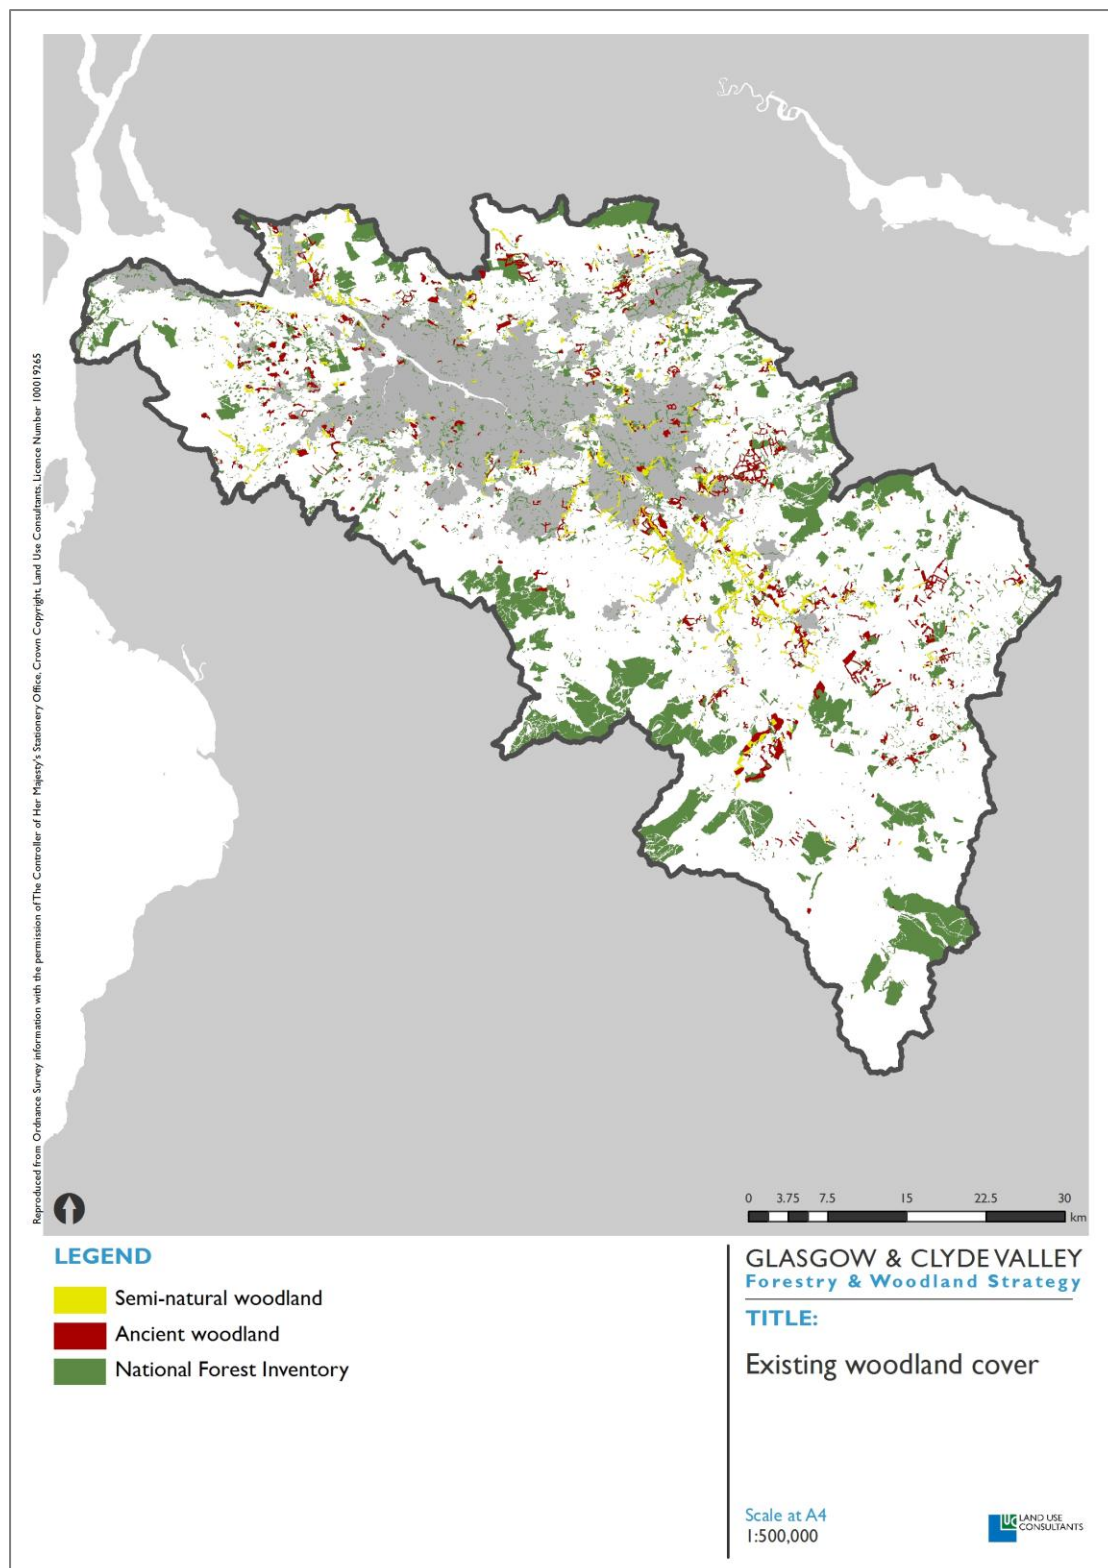 Reproduced from Ordnance Survey information with the permission of The Controller of Her Majesty's Stationery Office, Crown Copyright, Land Use Consultants, Licence Number 100019265
0 3.75 7.5 15 22.5 30
km
LEGEND
Semi-natural woodland
Ancient woodland
National Forest Inventory
GLASGOW & CLYDE VALLEY
Forestry & Woodland Strategy
TITLE:
Existing woodland cover
Scale at A4
1:500,000
LUC LAND USE
CONSULTANTS